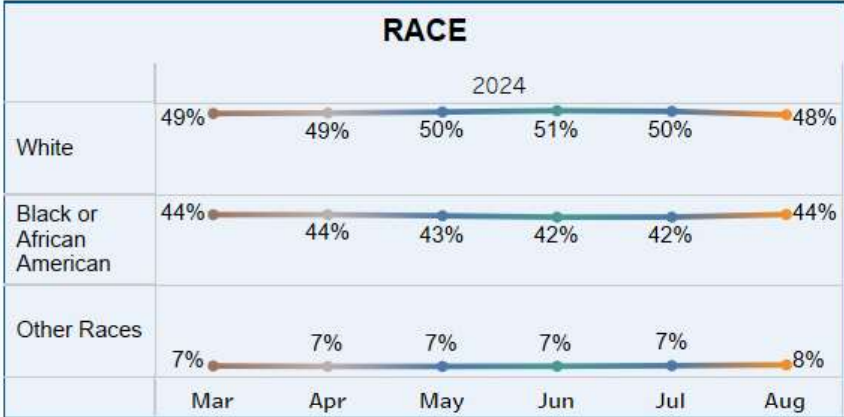 RACE
2024
White
49%
49%
50%
51%
50%
48%
Black or
African
American
44%
44%
43%
42%
42%
44%
Other Races
7%
7%
7%
7%
7%
8%
Mar Apr May Jun Jul Aug